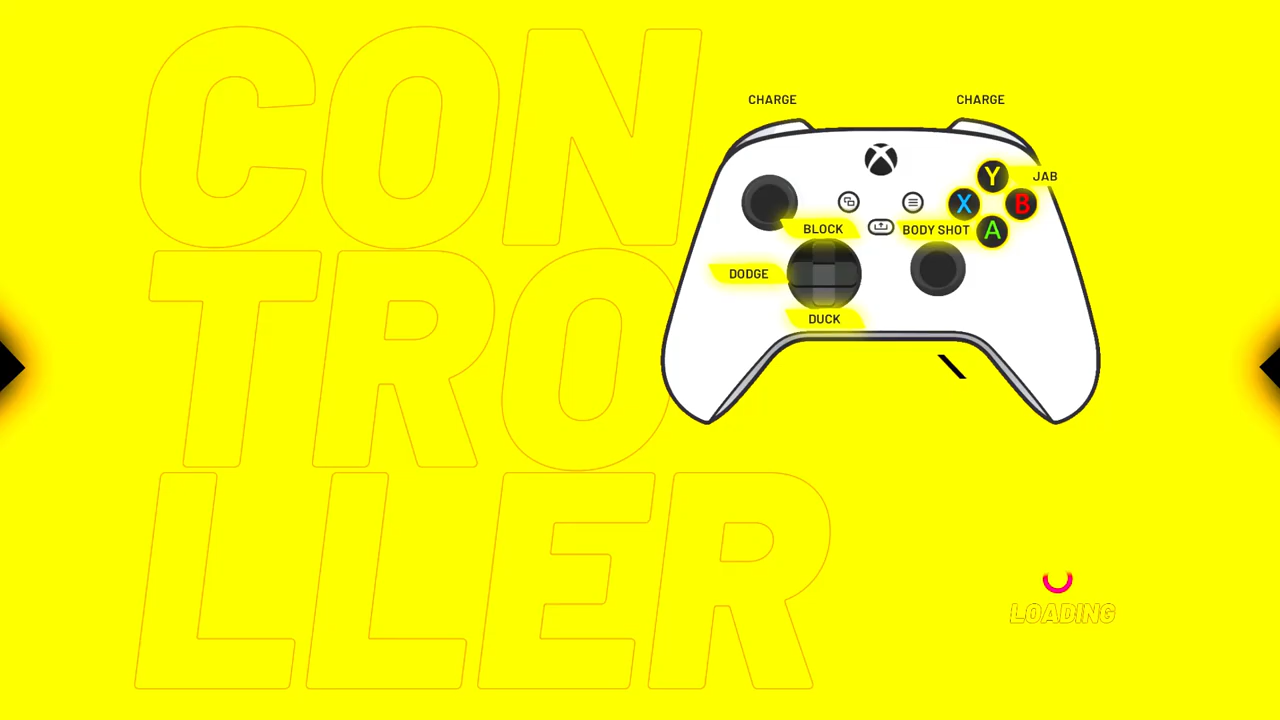 CON
TRO
LLER
CHARGE
CHARGE
Y
JAB
X
B
BLOCK
BODY SHOT
A
DODGE
DUCK
LOADING